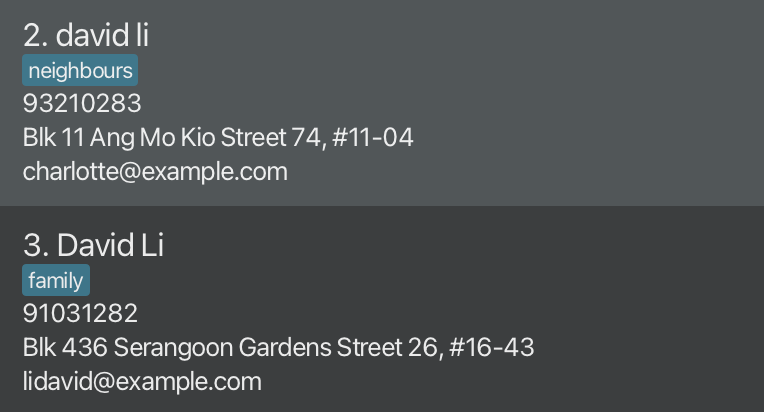 2. david li
neighbours
93210283
Blk 11 Ang Mo Kio Street 74, #11-04
charlotte@example.com
3. David Li
family
91031282
Blk 436 Serangoon Gardens Street 26, #16-43
lidavid@example.com